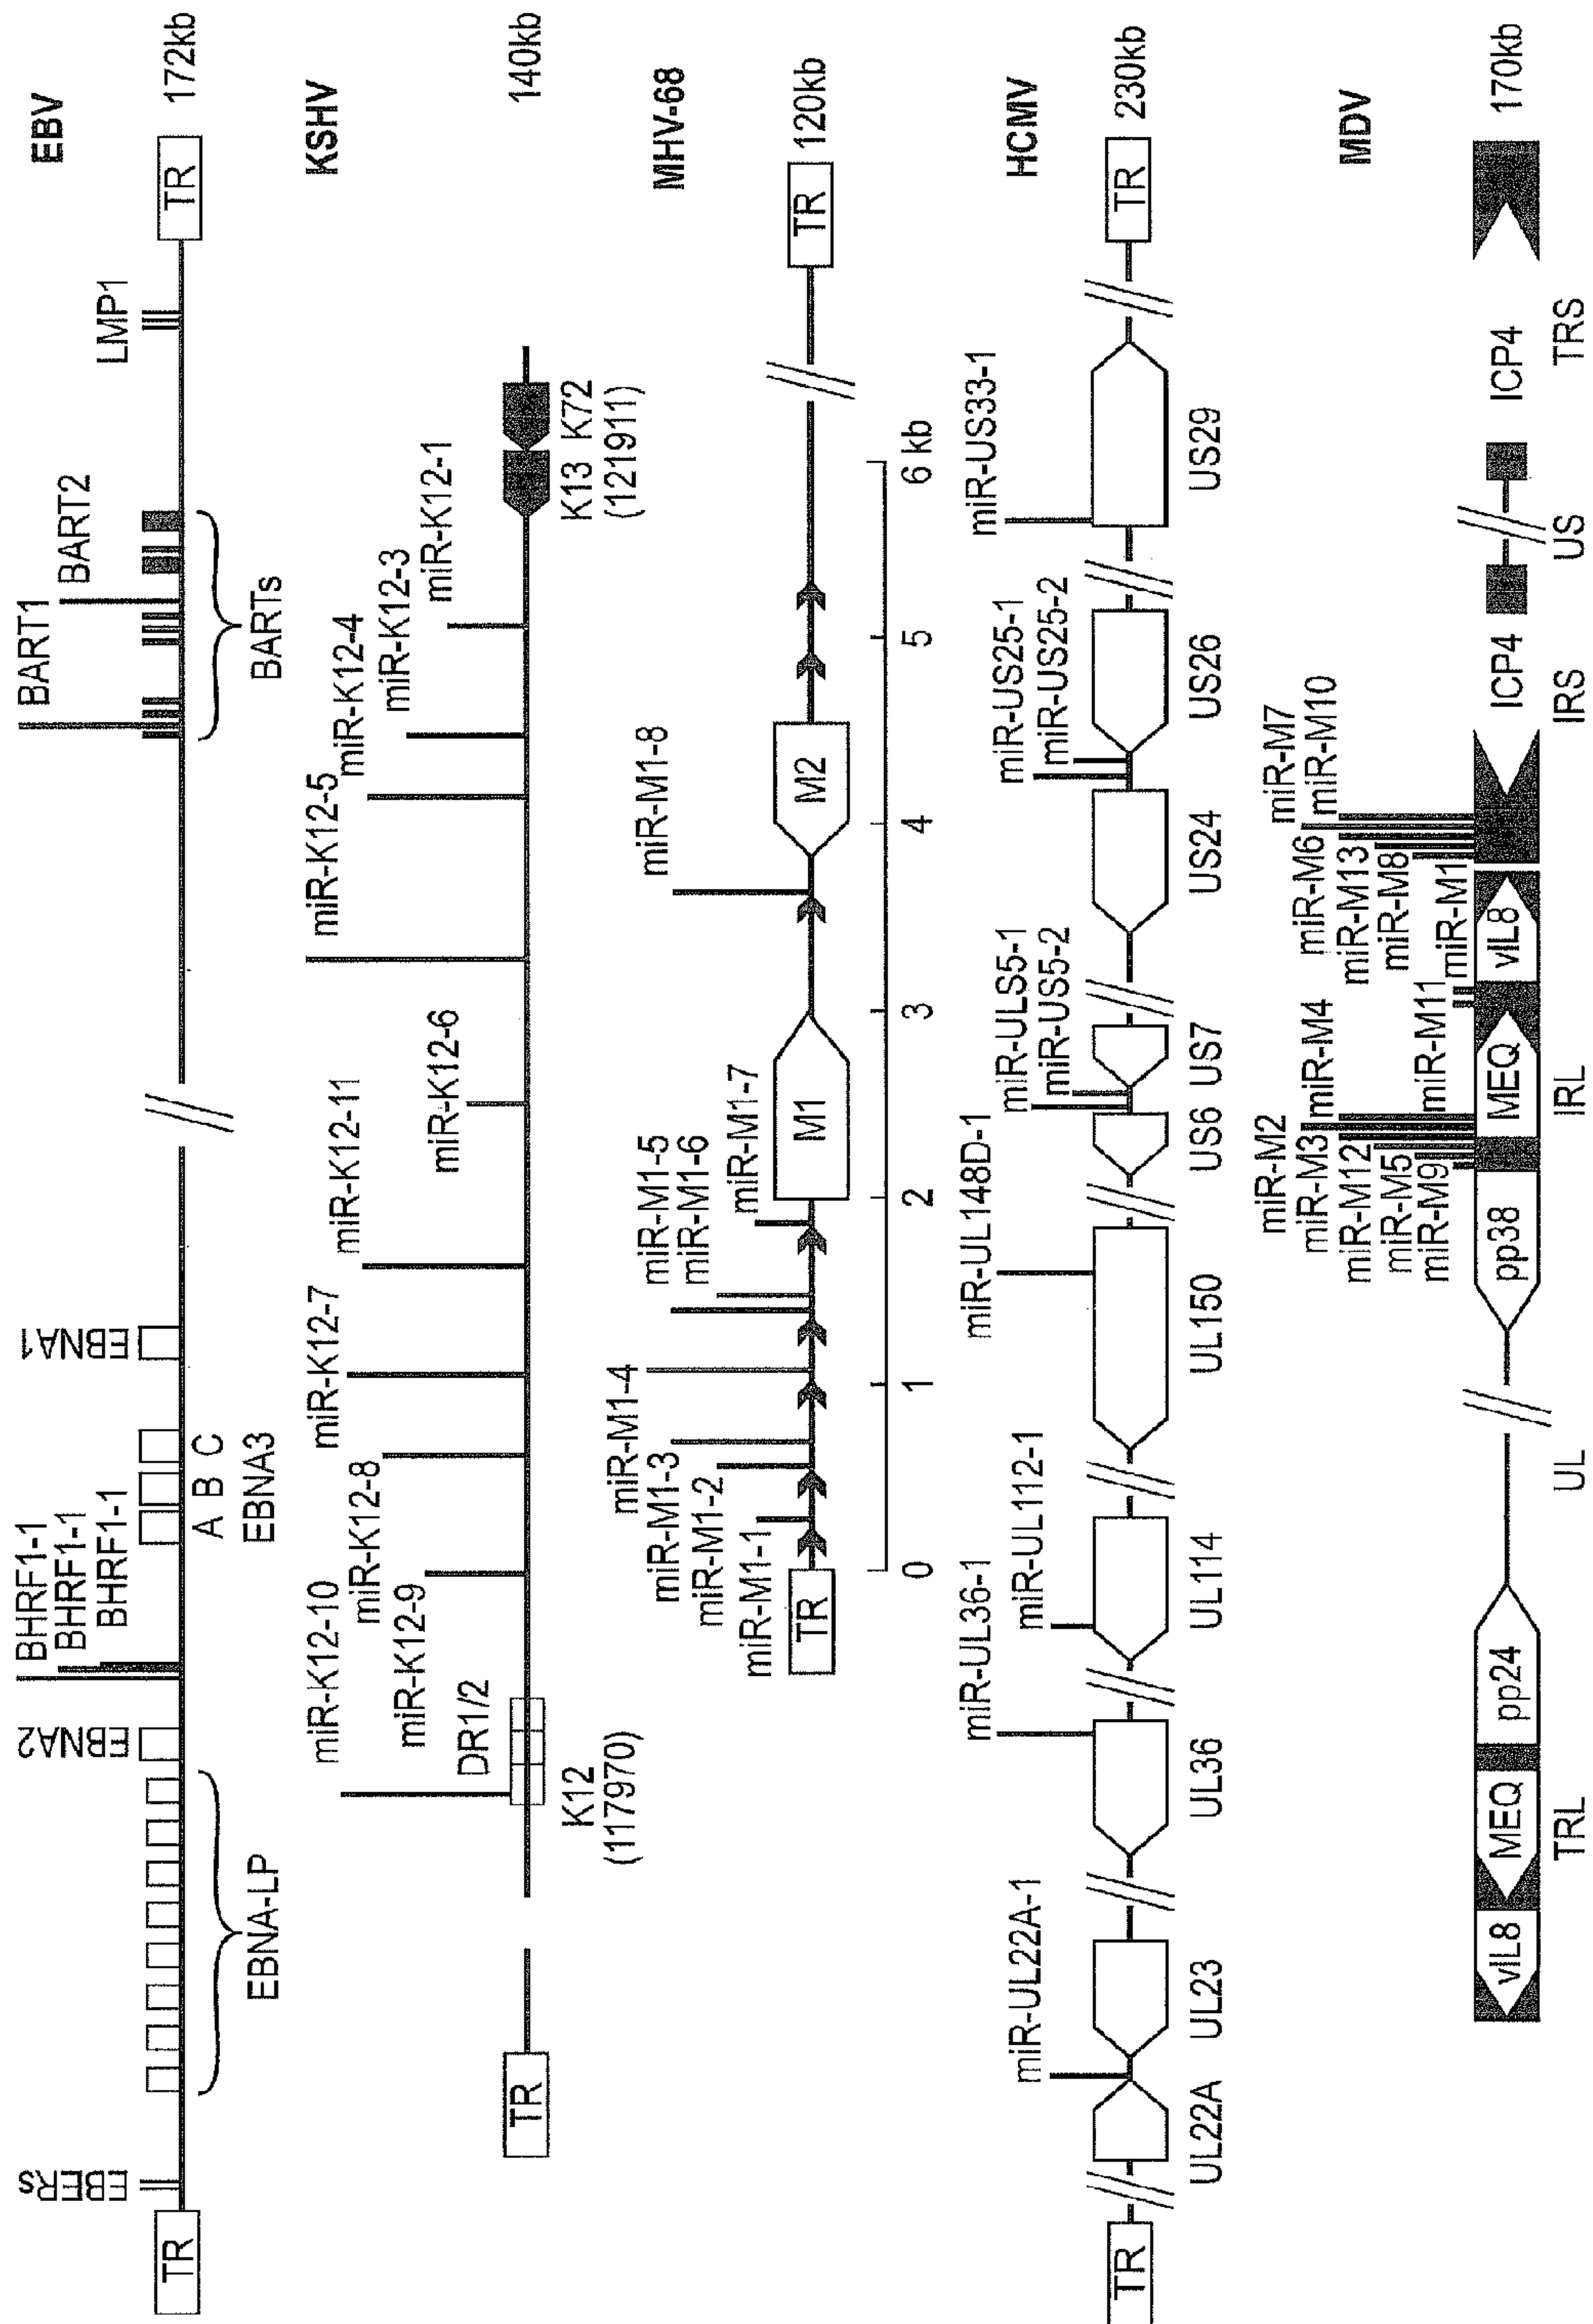 EBV
BART1
BART2
LMP1
BHRF1-1
BHRF1-1
BHRF1-1
EBERs
EBNA2
EBNA1
TR
TR
172kb
EBNA-LP
A B C
EBNA3
BARTs
KSHV
miR-K12-10
miR-K12-7
miR-K12-11
miR-K12-5
miR-K12-8
miR-K12-4
miR-K12-9
miR-K12-6
miR-K12-3
miR-K12-1
DR1/2
TR
140kb
K12
(117970)
K13 K72
(121911)
MHV-68
miR-M1-4
miR-M1-5
miR-M1-8
miR-M1-3
miR-M1-6
miR-M1-2
miR-M1-7
miR-M1-1
TR
M1
M2
TR
120kb
0 1 2 3 4 5 6 kb
HCMV
miR-UL36-1
miR-UL148D-1
miR-US33-1
miR-UL22A-1
miR-UL112-1
miR-ULS5-1
miR-US5-2
miR-US25-1
miR-US25-2
TR
TR
230kb
UL22A UL23 UL36 UL114 UL150 US6 US7 US24 US26 US29
MDV
miR-M2
miR-M3
miR-M12
miR-M5
miR-M9
miR-M4
miR-M11
miR-M7
miR-M6
miR-M10
miR-M13
miR-M8
miR-M1
vIL8 MEQ pp24 pp38 MEQ vIL8 ICP4 ICP4
170kb
TRL UL IRL IRS US TRS